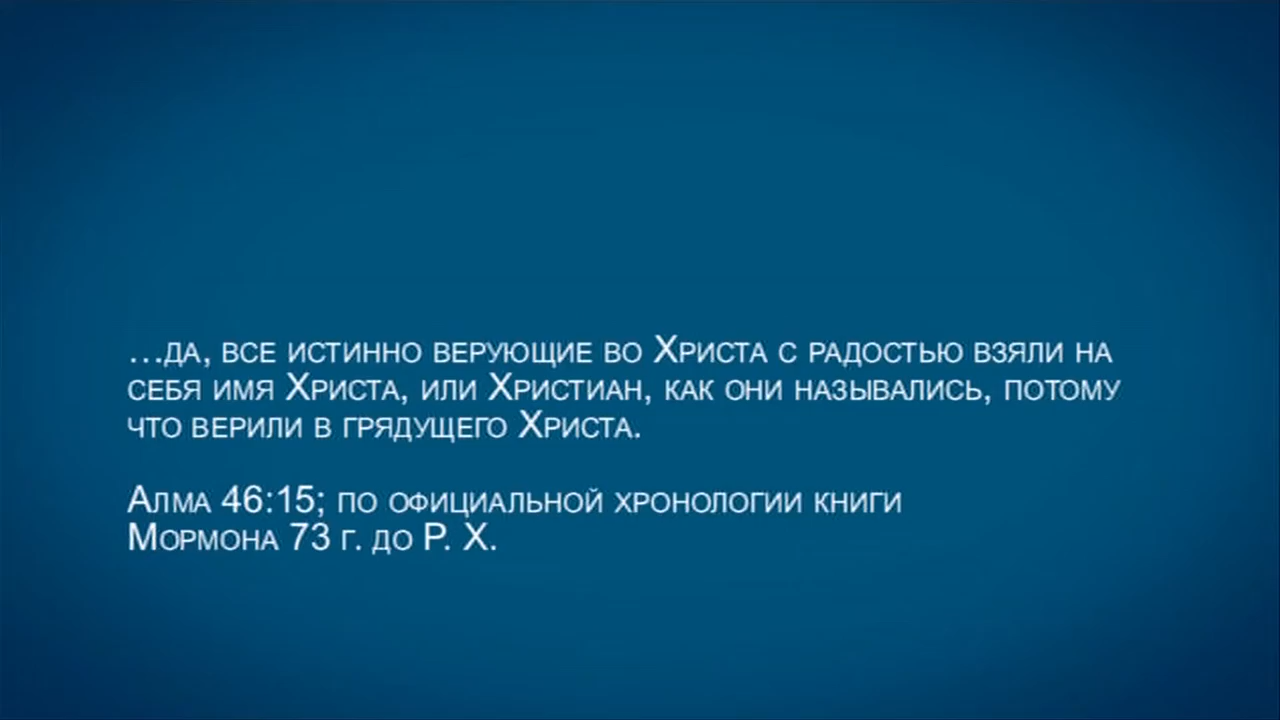 …да, все истинно верующие во Христа с радостью взяли на
себя имя Христа, или Христиан, как они назывались, потому
что верили в грядущего Христа.
Алма 46:15; по официальной хронологии книги
Мормона 73 г. до Р. Х.